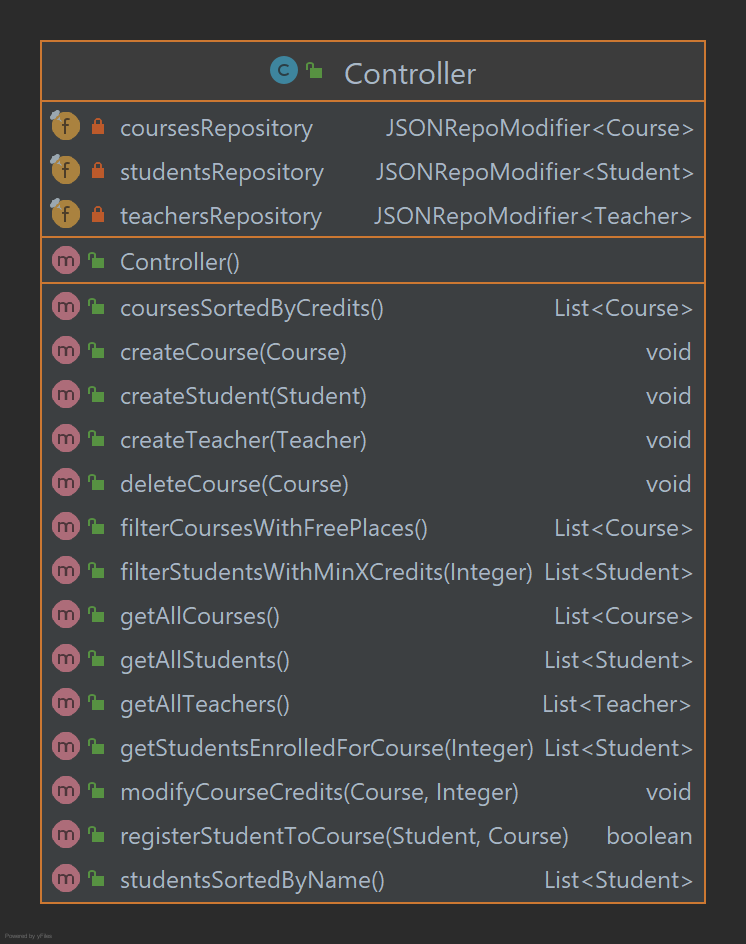 C Controller
f coursesRepository JSONRepoModifier<Course>
f studentsRepository JSONRepoModifier<Student>
f teachersRepository JSONRepoModifier<Teacher>
m Controller()
m coursesSortedByCredits() List<Course>
m createCourse(Course) void
m createStudent(Student) void
m createTeacher(Teacher) void
m deleteCourse(Course) void
m filterCoursesWithFreePlaces() List<Course>
m filterStudentsWithMinXCredits(Integer) List<Student>
m getAllCourses() List<Course>
m getAllStudents() List<Student>
m getAllTeachers() List<Teacher>
m getStudentsEnrolledForCourse(Integer) List<Student>
m modifyCourseCredits(Course, Integer) void
m registerStudentToCourse(Student, Course) boolean
m studentsSortedByName() List<Student>
Powered by yFiles